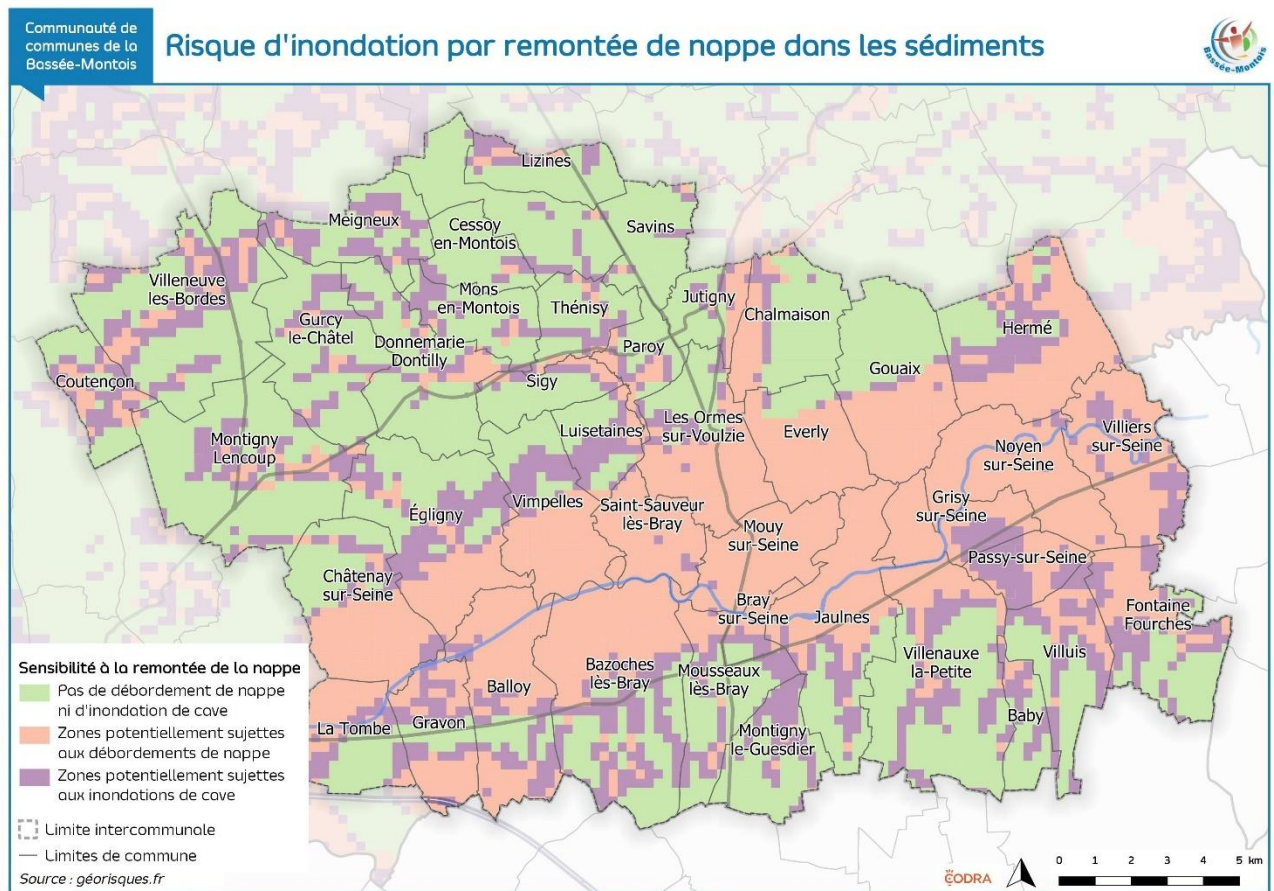 Communauté de
communes de la
Bassée-Montois
Risque d'inondation par remontée de nappe dans les sédiments
Bassée-Montois
Lizines
Meigneux
Cessoy
en-Montois
Savins
Villeneuve
les-Bordes
Mons
en-Montois
Thénisy
Jutigny
Chalmaison
Gurcy
le-Châtel
Donnemarie
Dontilly
Paroy
Hermé
Gouaix
Coutençon
Sigy
Montigny
Lencoup
Luisetaines
Les Ormes
sur-Voulzie
Everly
Villiers
sur-Seine
Noyen
sur-Seine
Égligny
Vimpelles
Saint-Sauveur
lès-Bray
Mouy
sur-Seine
Grisy
sur-Seine
Passy-sur-Seine
Châtenay
sur-Seine
Bray
sur-Seine
Jaulnes
Fontaine
Fourches
Villenauxe
la-Petite
Villuis
Bazoches
lès-Bray
Mousseaux
lès-Bray
Balloy
Baby
La Tombe
Gravon
Montigny
le-Guesdier
Sensibilité à la remontée de la nappe
Pas de débordement de nappe
ni d'inondation de cave
Zones potentiellement sujettes
aux débordements de nappe
Zones potentiellement sujettes
aux inondations de cave
Limite intercommunale
Limites de commune
Source : géorisques.fr
CODRA
0 1 2 3 4 5 km